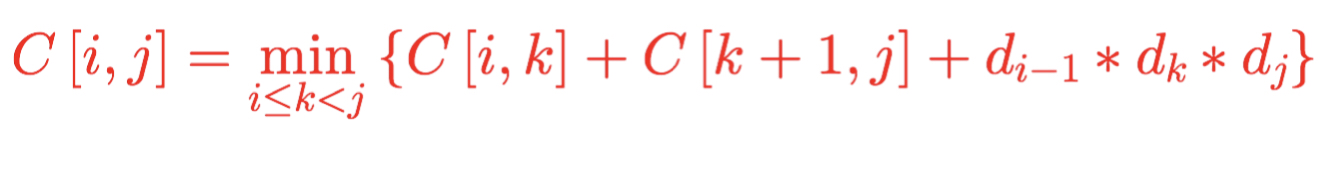 C [i, j] = min_{i≤k<j} {C [i, k] + C [k + 1, j] + d_{i−1} ∗ d_k ∗ d_j}